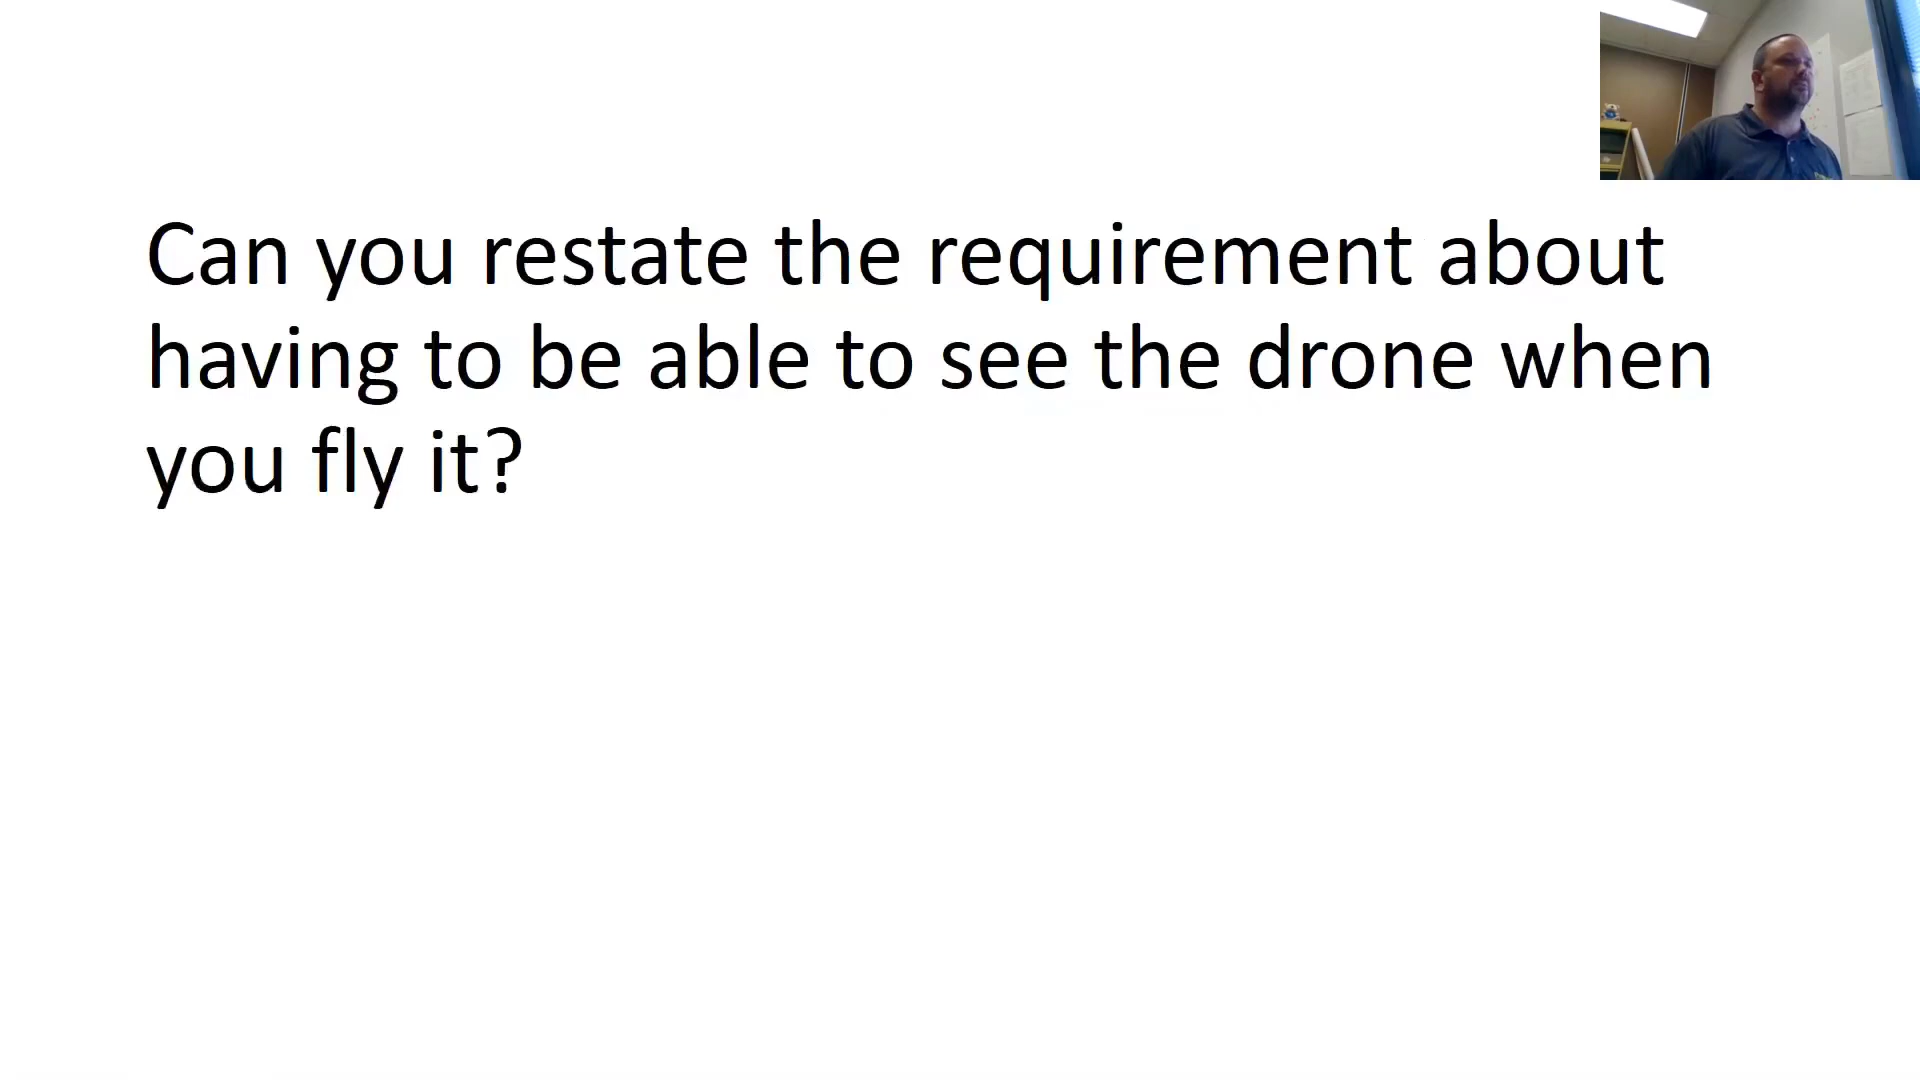 Can you restate the requirement about
having to be able to see the drone when
you fly it?